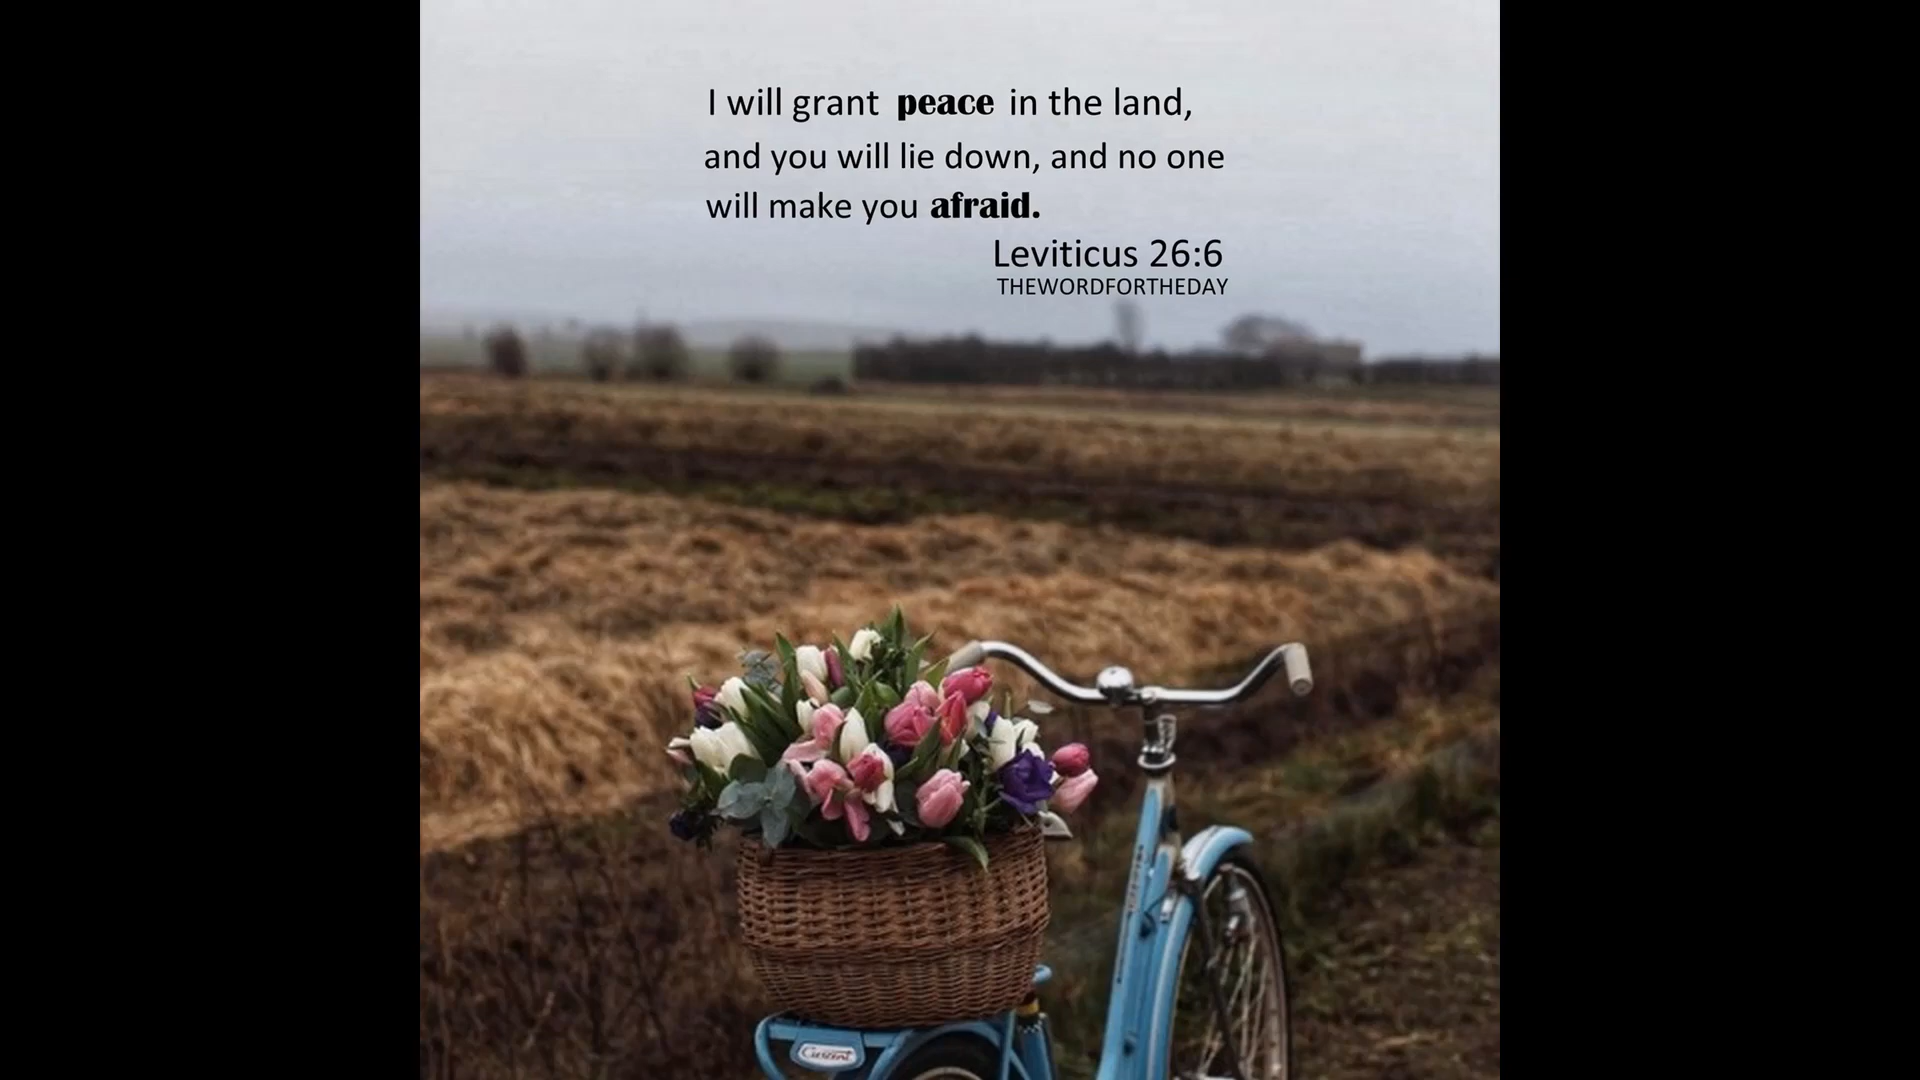 I will grant peace in the land,
and you will lie down, and no one
will make you afraid.
Leviticus 26:6
THEWORDFORTHEDAY
Crescent